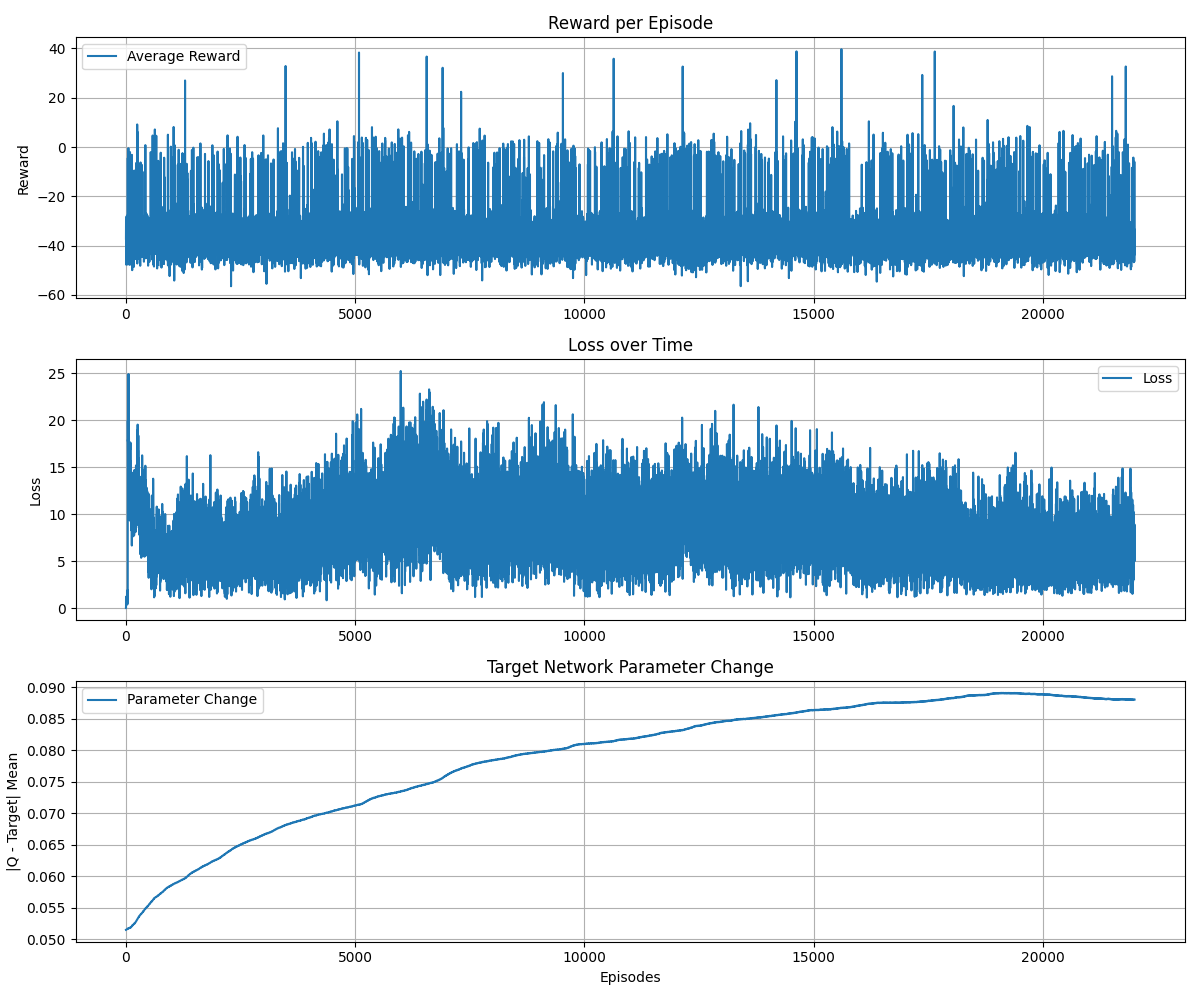 Reward per Episode
Average Reward
Reward
40
20
0
−20
−40
−60
0 5000 10000 15000 20000
Loss over Time
Loss
Loss
25
20
15
10
5
0
0 5000 10000 15000 20000
Target Network Parameter Change
Parameter Change
|Q - Target| Mean
0.090
0.085
0.080
0.075
0.070
0.065
0.060
0.055
0.050
0 5000 10000 15000 20000
Episodes